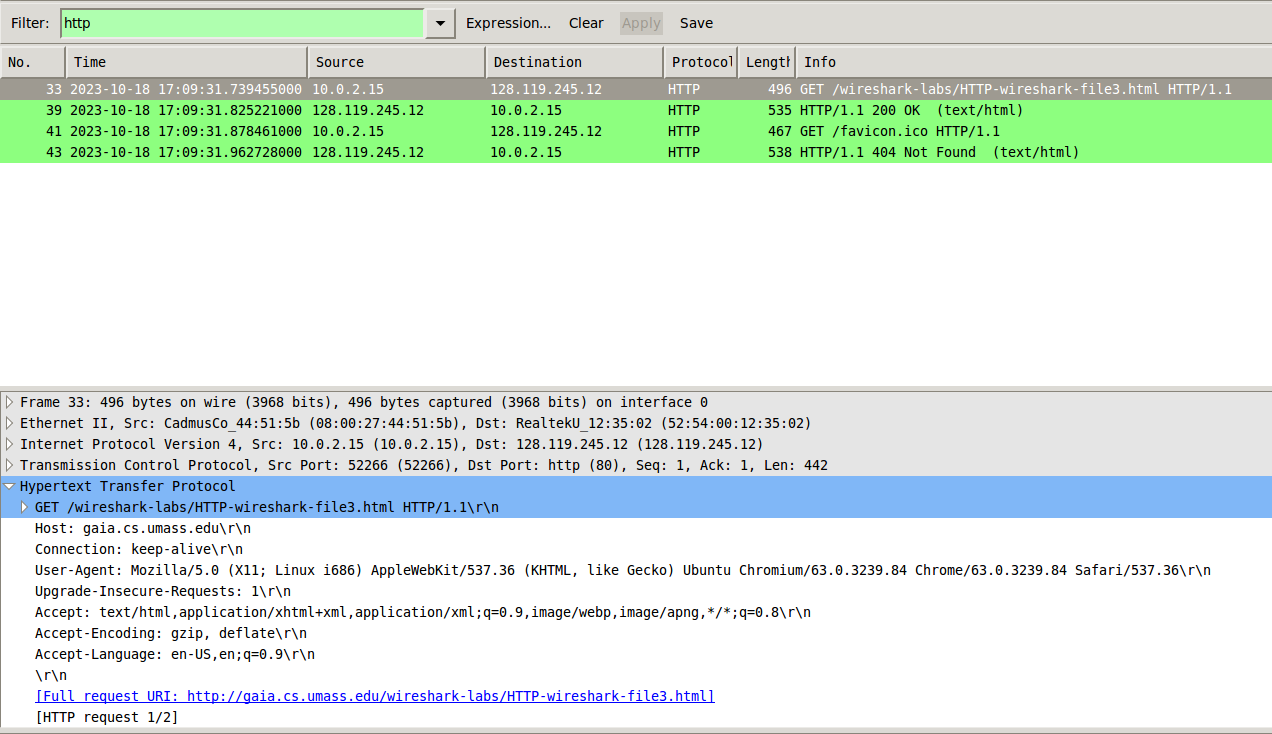 Filter: http Expression... Clear Apply Save
No. Time Source Destination Protocol Length Info
33 2023-10-18 17:09:31.739455000 10.0.2.15 128.119.245.12 HTTP 496 GET /wireshark-labs/HTTP-wireshark-file3.html HTTP/1.1
39 2023-10-18 17:09:31.825221000 128.119.245.12 10.0.2.15 HTTP 535 HTTP/1.1 200 OK (text/html)
41 2023-10-18 17:09:31.878461000 10.0.2.15 128.119.245.12 HTTP 467 GET /favicon.ico HTTP/1.1
43 2023-10-18 17:09:31.962728000 128.119.245.12 10.0.2.15 HTTP 538 HTTP/1.1 404 Not Found (text/html)
Frame 33: 496 bytes on wire (3968 bits), 496 bytes captured (3968 bits) on interface 0
Ethernet II, Src: CadmusCo_44:51:5b (08:00:27:44:51:5b), Dst: RealtekU_12:35:02 (52:54:00:12:35:02)
Internet Protocol Version 4, Src: 10.0.2.15 (10.0.2.15), Dst: 128.119.245.12 (128.119.245.12)
Transmission Control Protocol, Src Port: 52266 (52266), Dst Port: http (80), Seq: 1, Ack: 1, Len: 442
Hypertext Transfer Protocol
GET /wireshark-labs/HTTP-wireshark-file3.html HTTP/1.1\r\n
Host: gaia.cs.umass.edu\r\n
Connection: keep-alive\r\n
User-Agent: Mozilla/5.0 (X11; Linux i686) AppleWebKit/537.36 (KHTML, like Gecko) Ubuntu Chromium/63.0.3239.84 Chrome/63.0.3239.84 Safari/537.36\r\n
Upgrade-Insecure-Requests: 1\r\n
Accept: text/html,application/xhtml+xml,application/xml;q=0.9,image/webp,image/apng,*/*;q=0.8\r\n
Accept-Encoding: gzip, deflate\r\n
Accept-Language: en-US,en;q=0.9\r\n
\r\n
[Full request URI: http://gaia.cs.umass.edu/wireshark-labs/HTTP-wireshark-file3.html]
[HTTP request 1/2]